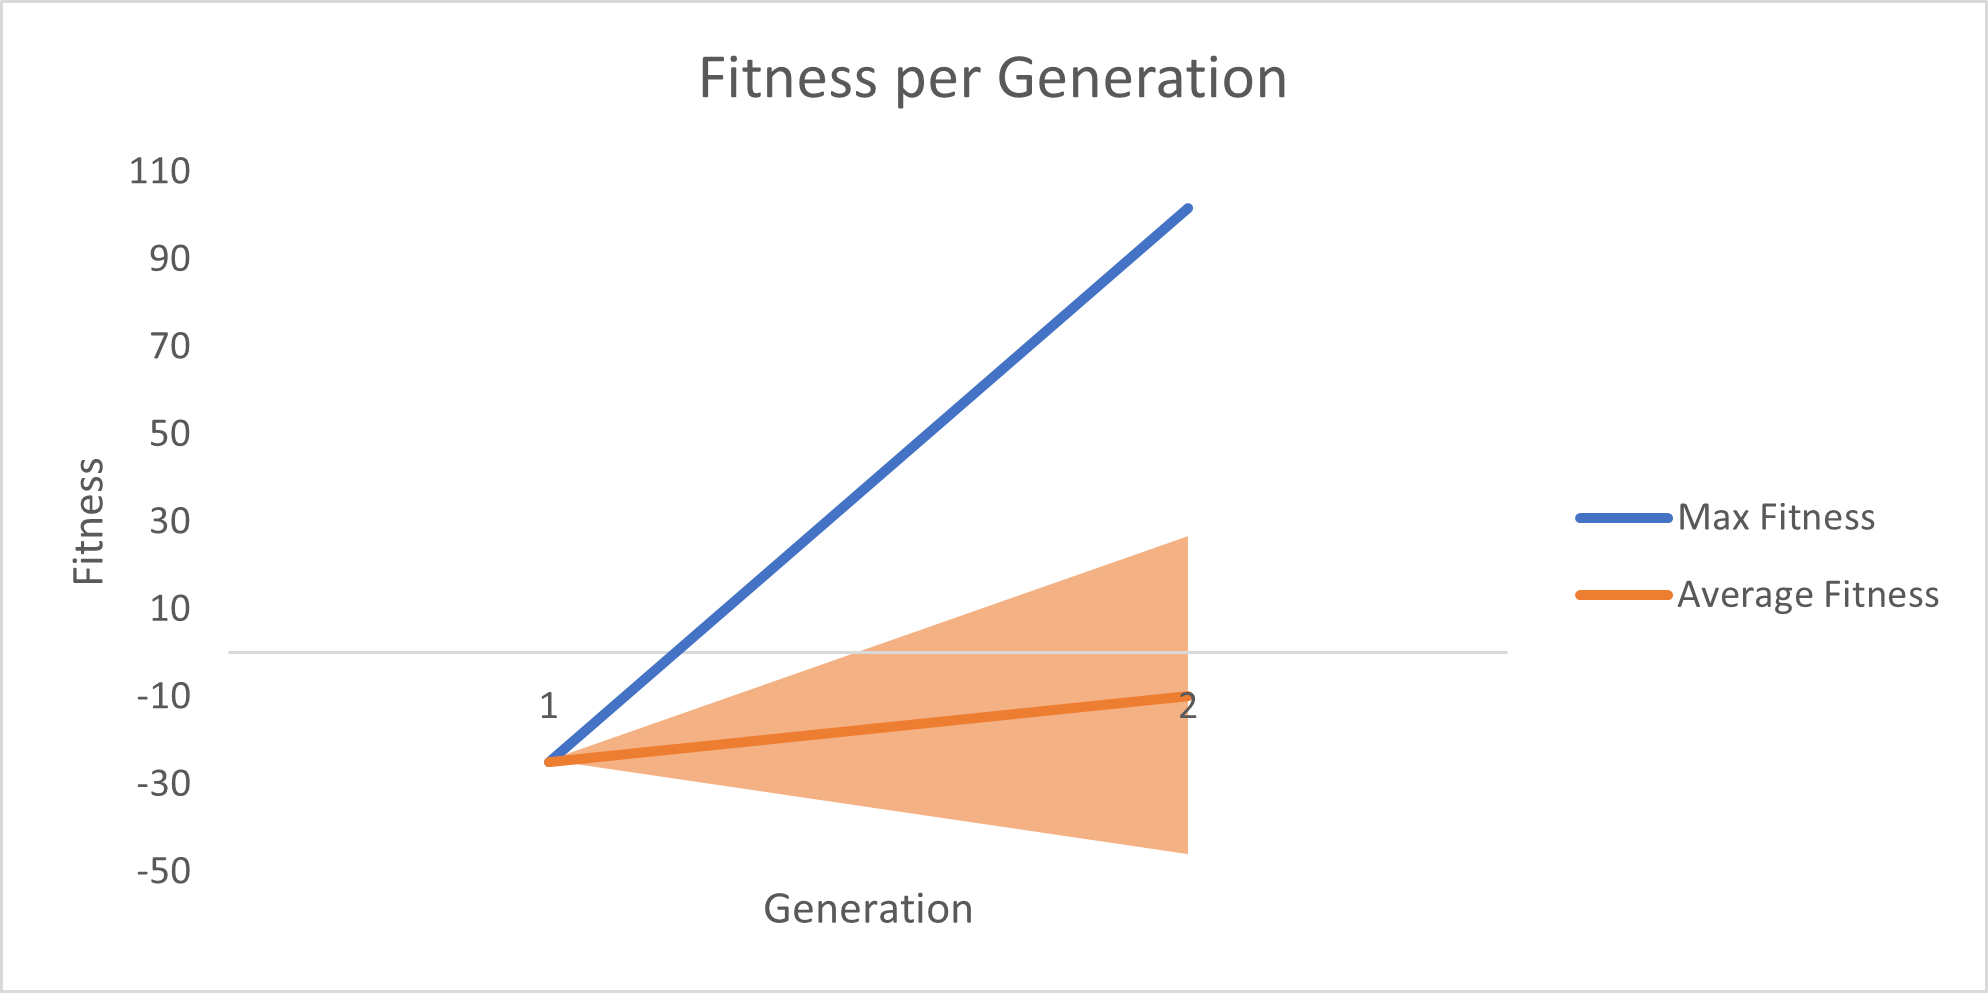 Fitness per Generation
110
90
70
50
30
10
-10
-30
-50
Fitness
1
2
Generation
Max Fitness
Average Fitness